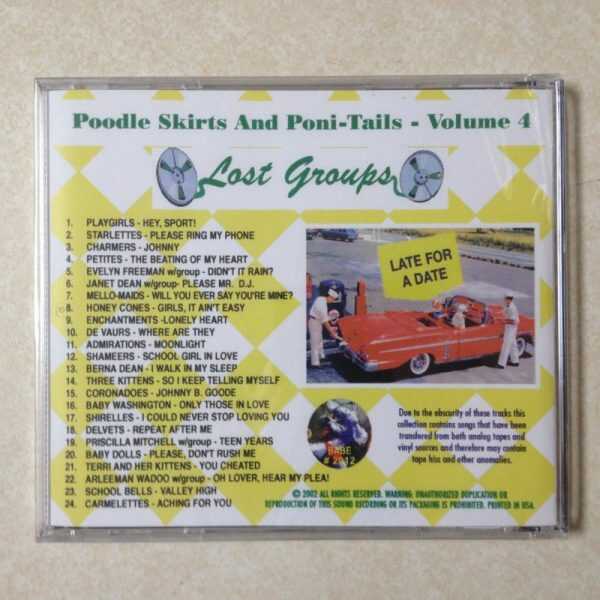 Poodle Skirts And Poni-Tails - Volume 4
Lost Groups
1. PLAYGIRLS - HEY, SPORT!
2. STARLETTES - PLEASE RING MY PHONE
3. CHARMERS - JOHNNY
4. PETITES - THE BEATING OF MY HEART
5. EVELYN FREEMAN w/group - DIDN'T IT RAIN?
6. JANET DEAN w/group- PLEASE MR. D.J.
7. MELLO-MAIDS - WILL YOU EVER SAY YOU'RE MINE?
8. HONEY CONES - GIRLS, IT AIN'T EASY
9. ENCHANTMENTS -LONELY HEART
10. DE VAURS - WHERE ARE THEY
11. ADMIRATIONS - MOONLIGHT
12. SHAMEERS - SCHOOL GIRL IN LOVE
13. BERNA DEAN - I WALK IN MY SLEEP
14. THREE KITTENS - SO I KEEP TELLING MYSELF
15. CORONADOES - JOHNNY B. GOODE
16. BABY WASHINGTON - ONLY THOSE IN LOVE
17. SHIRELLES - I COULD NEVER STOP LOVING YOU
18. DELVETS - REPEAT AFTER ME
19. PRISCILLA MITCHELL w/group - TEEN YEARS
20. BABY DOLLS - PLEASE, DON'T RUSH ME
21. TERRI AND HER KITTENS - YOU CHEATED
22. ARLEEMAN WADOO w/group - OH LOVER, HEAR MY PLEA!
23. SCHOOL BELLS - VALLEY HIGH
24. CARMELETTES - ACHING FOR YOU
LATE FOR
A DATE
BABE
Due to the obscurity of these tracks this
collection contains songs that have been
transfered from both analog tapes and
vinyl sources and therefore may contain
tape hiss and other anomalies.
© 2002 ALL RIGHTS RESERVED. WARNING: UNAUTHORIZED DUPLICATION OR
REPRODUCTION OF THIS SOUND RECORDING OR ITS PACKAGING IS PROHIBITED. PRINTED IN USA.